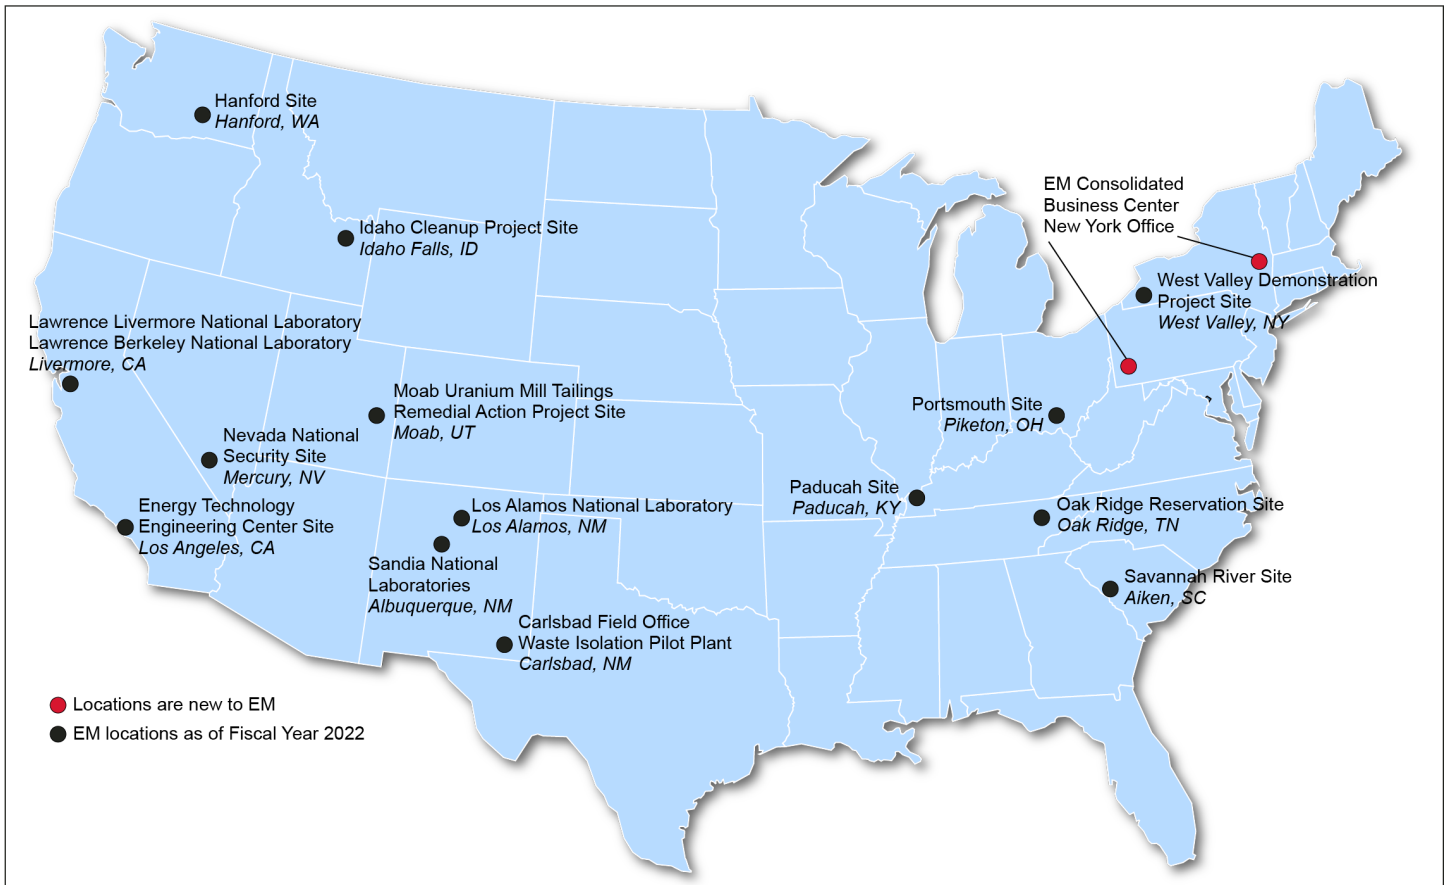 Hanford Site
Hanford, WA
EM Consolidated
Business Center
New York Office
Idaho Cleanup Project Site
Idaho Falls, ID
West Valley Demonstration
Project Site
West Valley, NY
Lawrence Livermore National Laboratory
Lawrence Berkeley National Laboratory
Livermore, CA
Moab Uranium Mill Tailings
Remedial Action Project Site
Moab, UT
Portsmouth Site
Piketon, OH
Nevada National
Security Site
Mercury, NV
Paducah Site
Paducah, KY
Energy Technology
Engineering Center Site
Los Angeles, CA
Los Alamos National Laboratory
Los Alamos, NM
Oak Ridge Reservation Site
Oak Ridge, TN
Sandia National
Laboratories
Albuquerque, NM
Savannah River Site
Aiken, SC
Carlsbad Field Office
Waste Isolation Pilot Plant
Carlsbad, NM
Locations are new to EM
EM locations as of Fiscal Year 2022